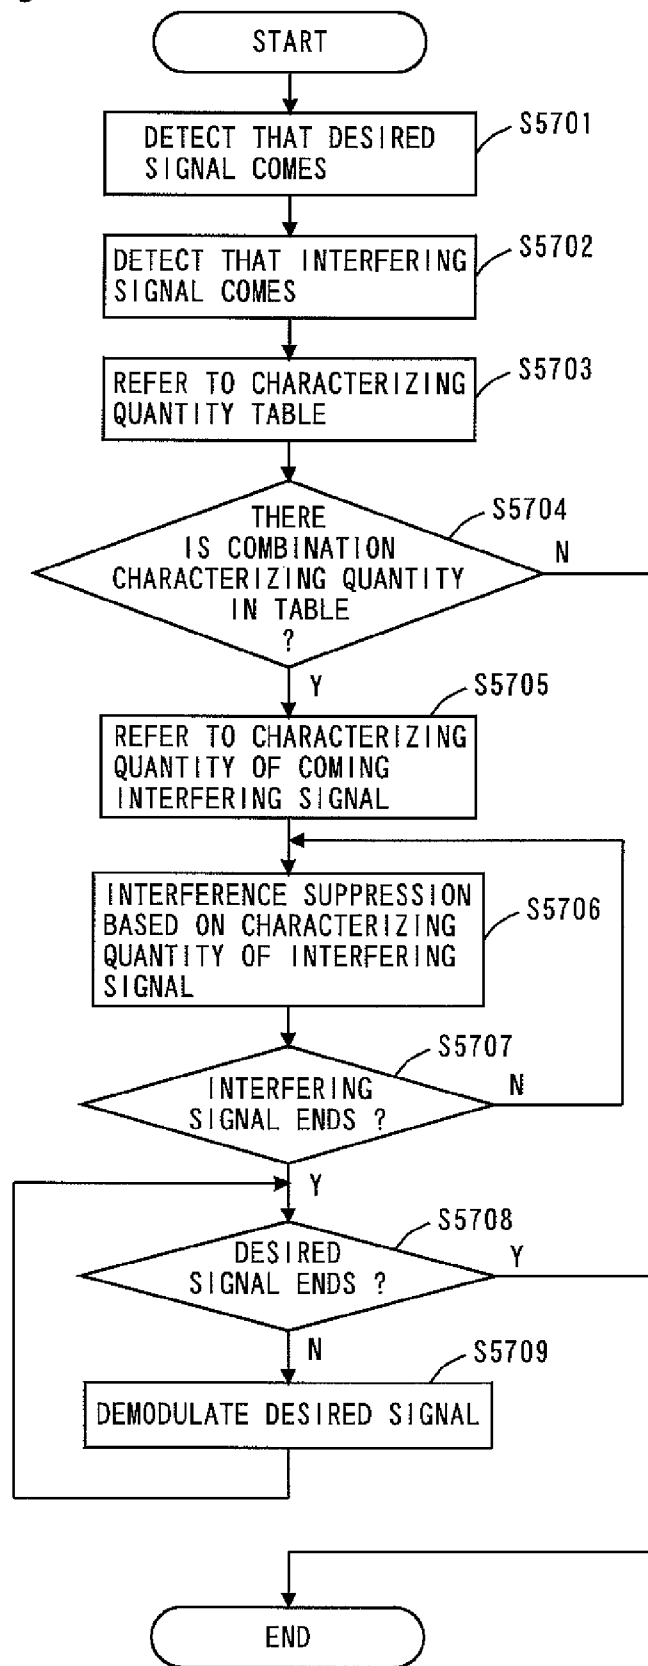 START
DETECT THAT DESIRED
SIGNAL COMES
S5701
DETECT THAT INTERFERING
SIGNAL COMES
S5702
REFER TO CHARACTERIZING
QUANTITY TABLE
S5703
THERE
IS COMBINATION
CHARACTERIZING QUANTITY
IN TABLE
?
S5704
N
Y
REFER TO CHARACTERIZING
QUANTITY OF COMING
INTERFERING SIGNAL
S5705
INTERFERENCE SUPPRESSION
BASED ON CHARACTERIZING
QUANTITY OF INTERFERING
SIGNAL
S5706
INTERFERING
SIGNAL ENDS ?
S5707
N
Y
DESIRED
SIGNAL ENDS ?
S5708
Y
N
DEMODULATE DESIRED SIGNAL
S5709
END